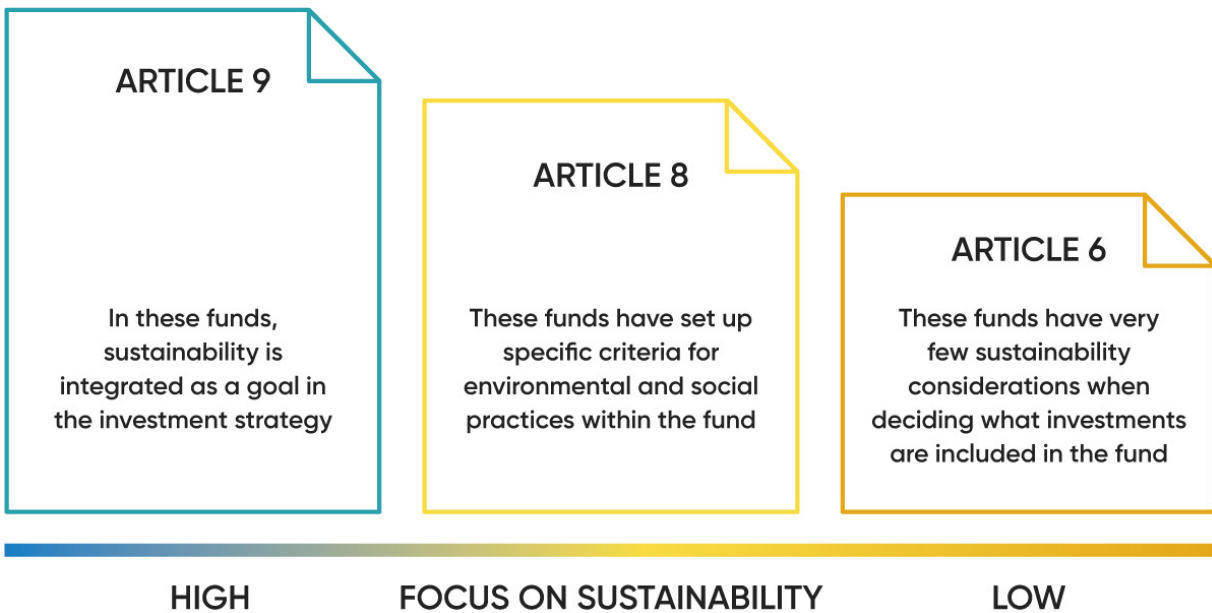 ARTICLE 9
In these funds,
sustainability is
integrated as a goal in
the investment strategy
ARTICLE 8
These funds have set up
specific criteria for
environmental and social
practices within the fund
ARTICLE 6
These funds have very
few sustainability
considerations when
deciding what investments
are included in the fund
HIGH
FOCUS ON SUSTAINABILITY
LOW